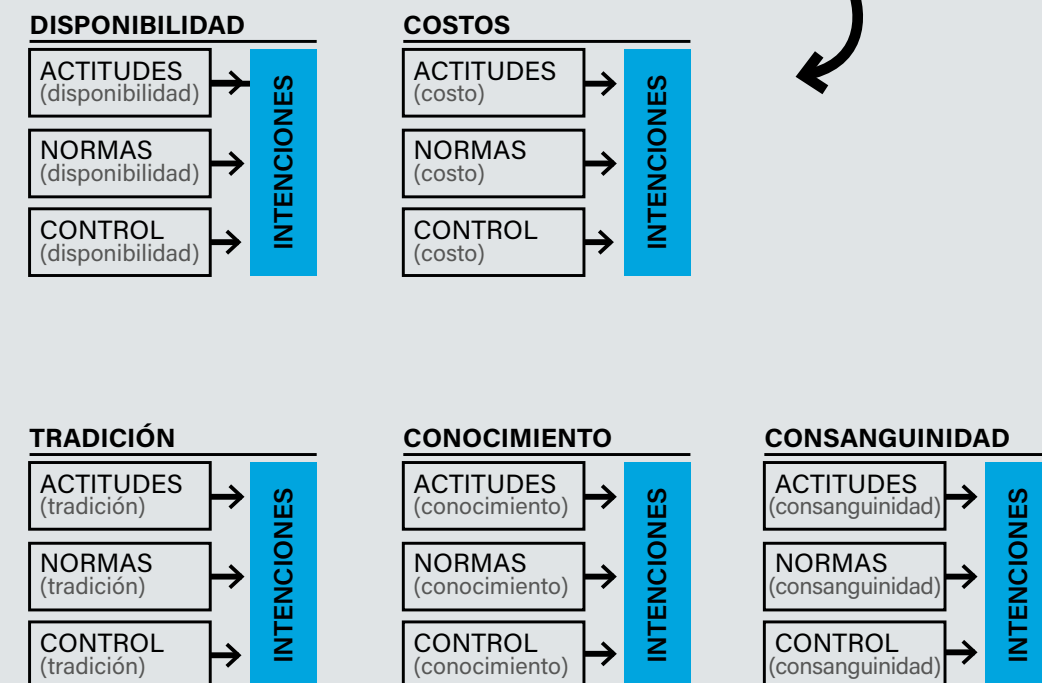 DISPONIBILIDAD
ACTITUDES
(disponibilidad)
NORMAS
(disponibilidad)
CONTROL
(disponibilidad)
INTENCIONES
COSTOS
ACTITUDES
(costo)
NORMAS
(costo)
CONTROL
(costo)
INTENCIONES
TRADICIÓN
ACTITUDES
(tradición)
NORMAS
(tradición)
CONTROL
(tradición)
INTENCIONES
CONOCIMIENTO
ACTITUDES
(conocimiento)
NORMAS
(conocimiento)
CONTROL
(conocimiento)
INTENCIONES
CONSANGUINIDAD
ACTITUDES
(consanguinidad)
NORMAS
(consanguinidad)
CONTROL
(consanguinidad)
INTENCIONES